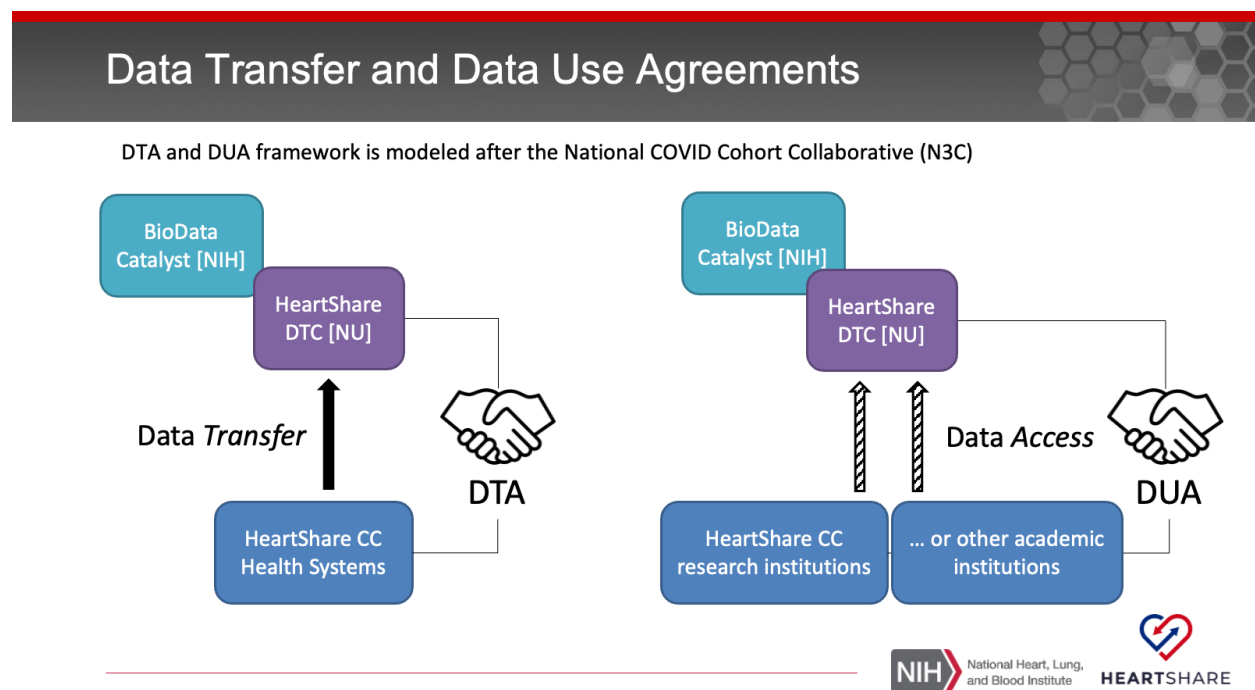 Data Transfer and Data Use Agreements
DTA and DUA framework is modeled after the National COVID Cohort Collaborative (N3C)
BioData
Catalyst [NIH]
HeartShare
DTC [NU]
Data Transfer
DTA
HeartShare CC
Health Systems
BioData
Catalyst [NIH]
HeartShare
DTC [NU]
Data Access
DUA
HeartShare CC
research institutions
... or other academic
institutions
NIH
National Heart, Lung,
and Blood Institute
HEARTSHARE